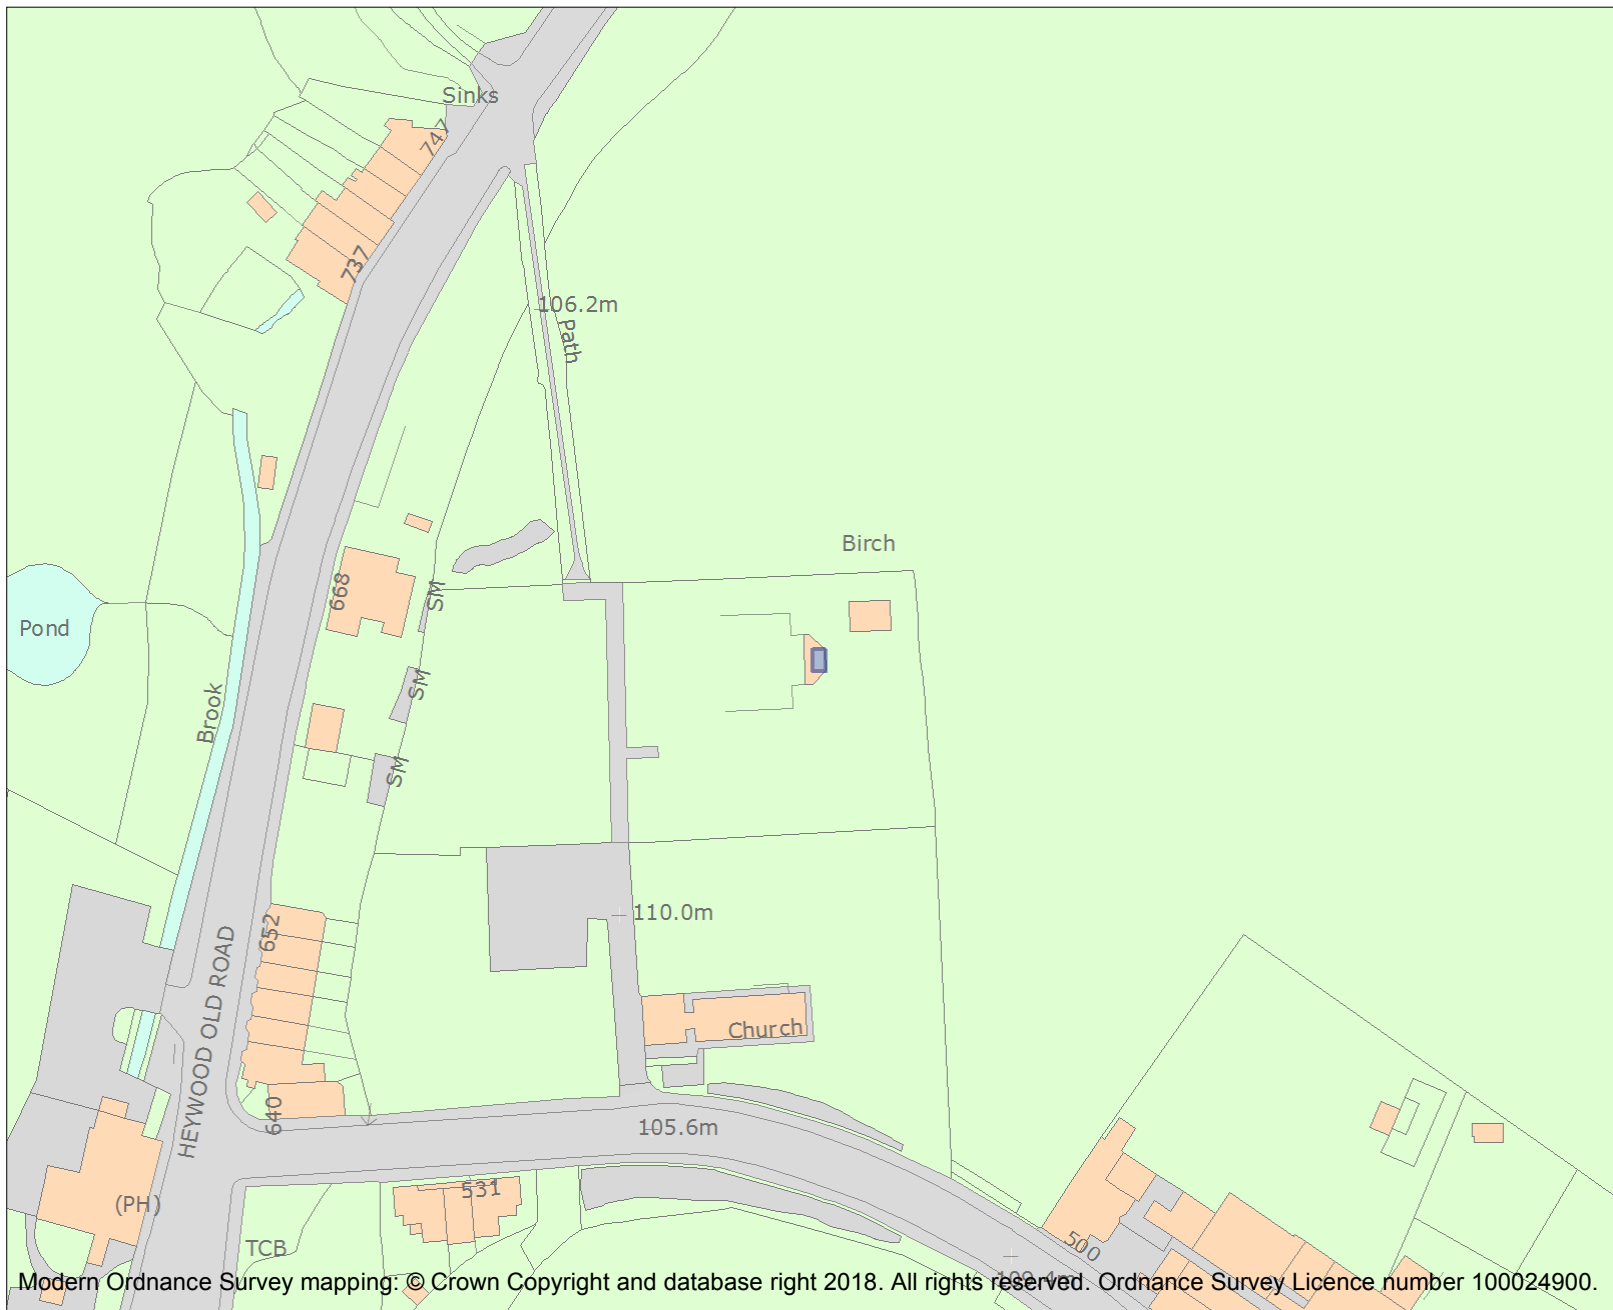 Sinks
747
737
106.2m
Path
Birch
668
SM
Pond
SM
Brook
SM
652
110.0m
HEYWOOD OLD ROAD
Church
640
105.6m
531
(PH)
TCB
500
109.4m
Modern Ordnance Survey mapping: © Crown Copyright and database right 2018. All rights reserved. Ordnance Survey Licence number 100024900.